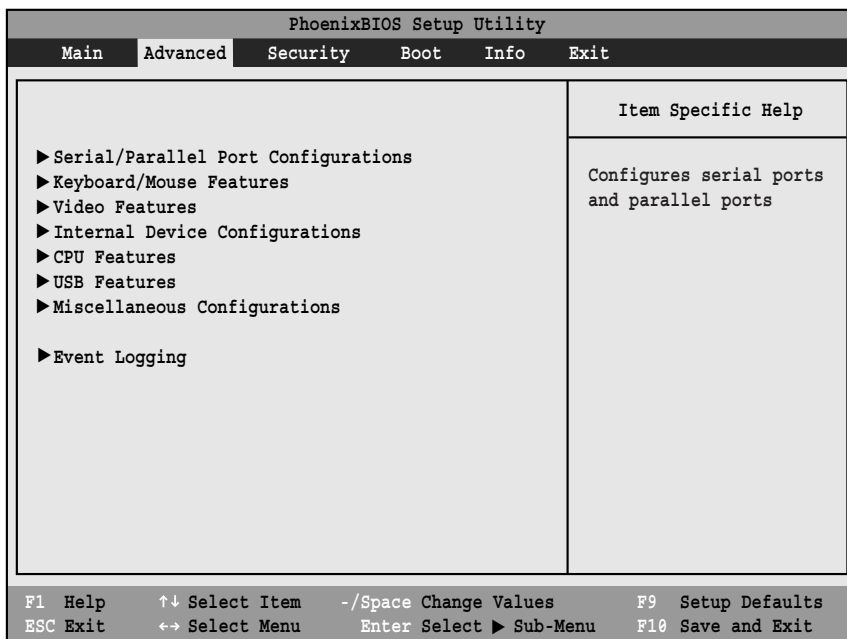 PhoenixBIOS Setup Utility
Main Advanced Security Boot Info Exit
Item Specific Help
▶Serial/Parallel Port Configurations
▶Keyboard/Mouse Features
▶Video Features
▶Internal Device Configurations
▶CPU Features
▶USB Features
▶Miscellaneous Configurations
▶Event Logging
Configures serial ports
and parallel ports
F1 Help ↑↓ Select Item -/Space Change Values F9 Setup Defaults
ESC Exit ←→ Select Menu Enter Select ▶ Sub-Menu F10 Save and Exit